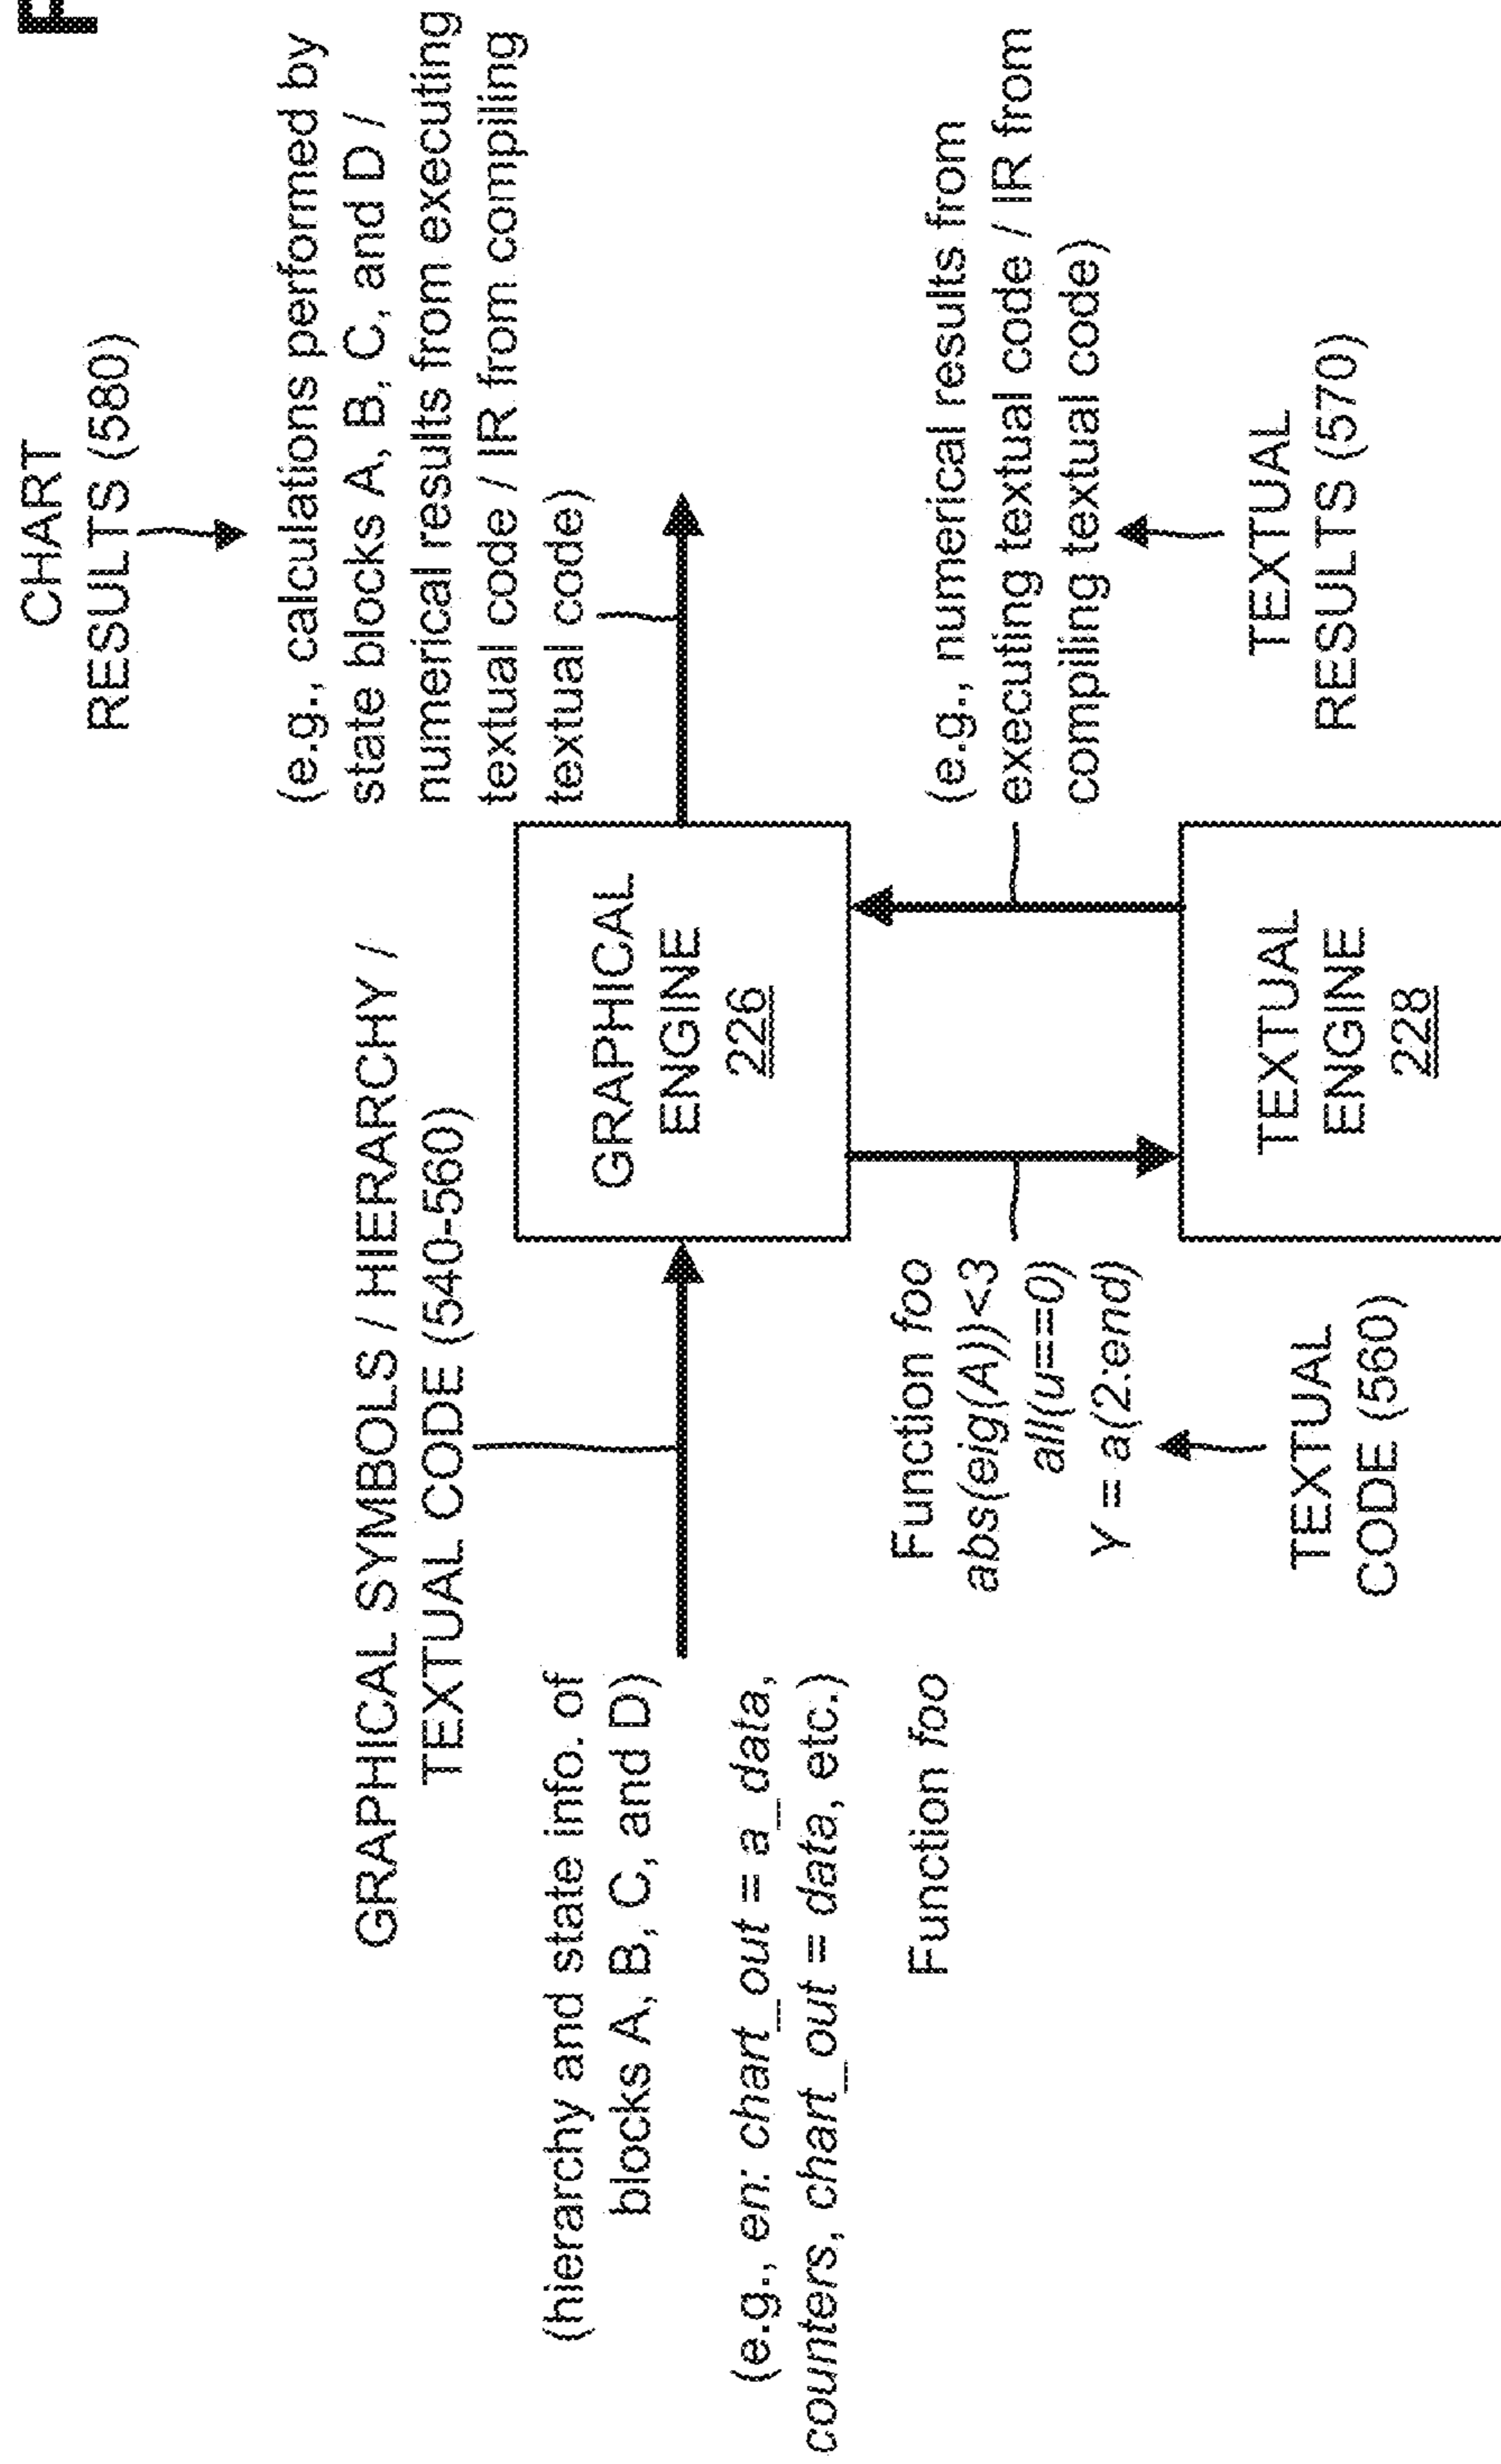 F
CHART
RESULTS (580)
(e.g., calculations performed by
state blocks A, B, C, and D /
numerical results from executing
textual code / IR from compiling
textual code)
GRAPHICAL SYMBOLS / HIERARCHY /
TEXTUAL CODE (540-560)
(hierarchy and state info. of
blocks A, B, C, and D)
(e.g., en: chart_out = a_data,
counters, chart_out = data, etc.)
Function foo
GRAPHICAL
ENGINE
226
Function foo
abs(eig(A))<3
all(u==0)
Y = a(2:end)
TEXTUAL
CODE (560)
(e.g., numerical results from
executing textual code / IR from
compiling textual code)
TEXTUAL
RESULTS (570)
TEXTUAL
ENGINE
228